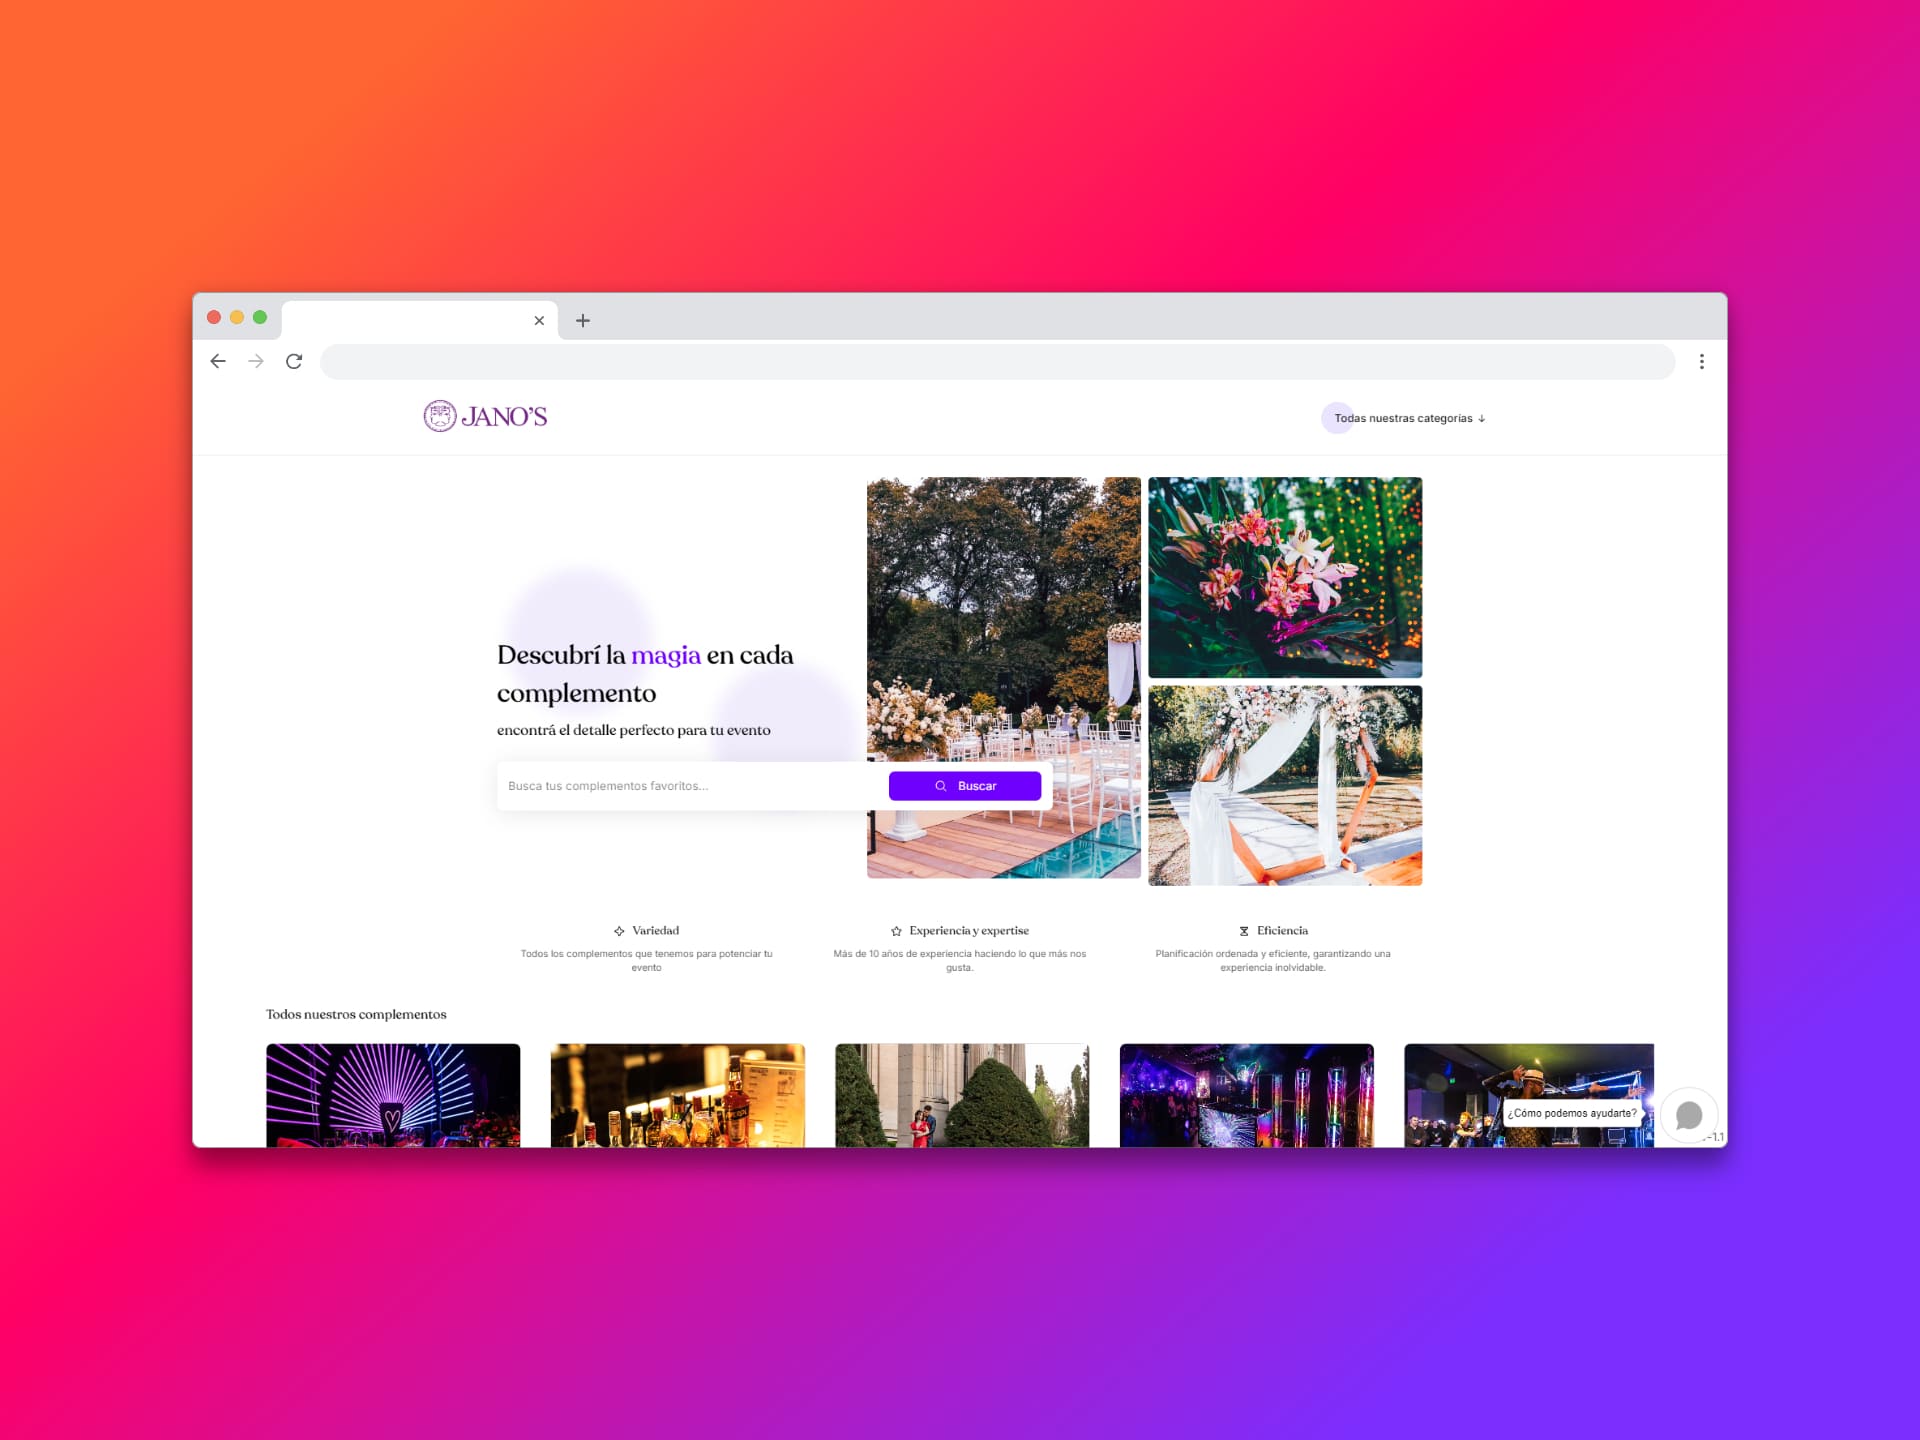 JANO'S
Todas nuestras categorías ↓
Descubrí la magia en cada
complemento
encontrá el detalle perfecto para tu evento
Busca tus complementos favoritos...
Buscar
Variedad
Todos los complementos que tenemos para potenciar tu
evento
Experiencia y expertise
Más de 10 años de experiencia haciendo lo que más nos
gusta.
Eficiencia
Planificación ordenada y eficiente, garantizando una
experiencia inolvidable.
Todos nuestros complementos
¿Cómo podemos ayudarte?
-1.1